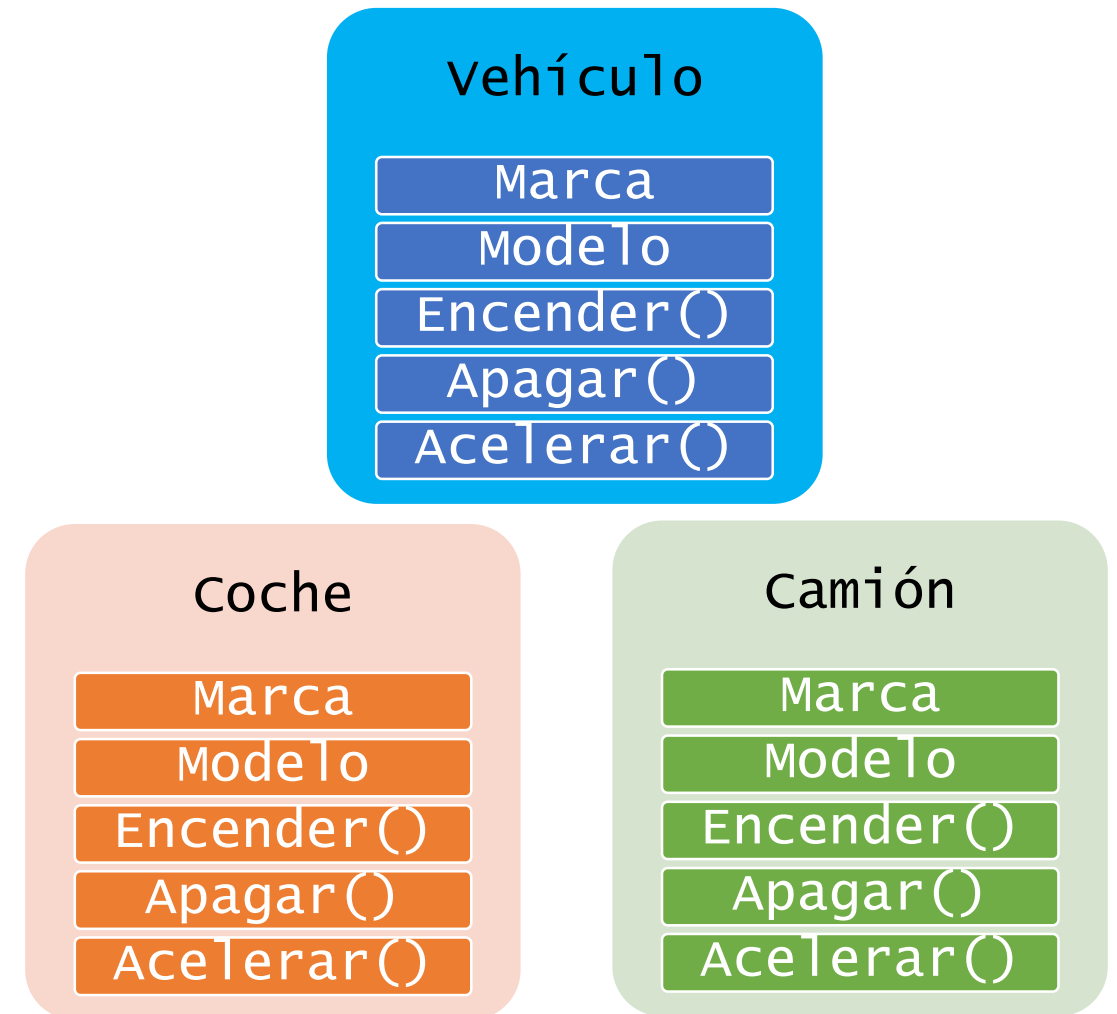 Vehículo
Marca
Modelo
Encender()
Apagar()
Acelerar()
Coche
Marca
Modelo
Encender()
Apagar()
Acelerar()
Camión
Marca
Modelo
Encender()
Apagar()
Acelerar()